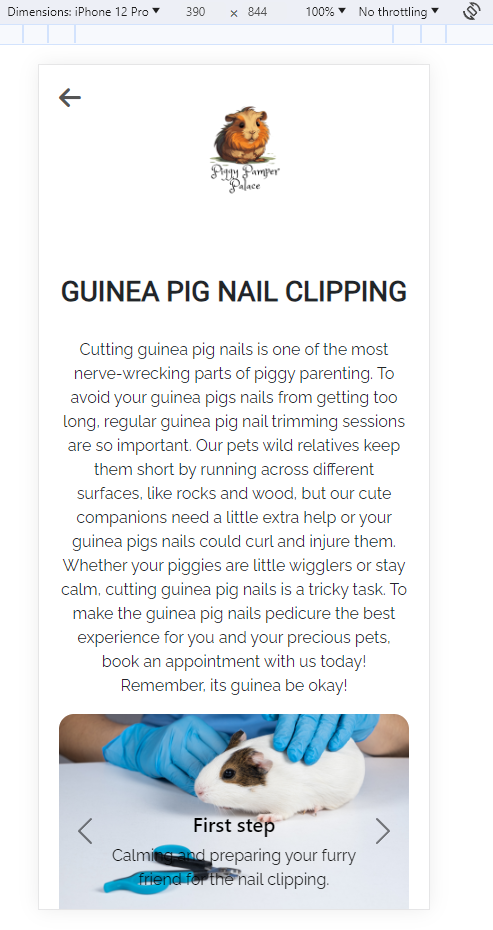 Dimensions: iPhone 12 Pro ▼ 390 × 844 100% ▼ No throttling ▼
Piggy Pamper
Palace
GUINEA PIG NAIL CLIPPING
Cutting guinea pig nails is one of the most
nerve-wrecking parts of piggy parenting. To
avoid your guinea pigs nails from getting too
long, regular guinea pig nail trimming sessions
are so important. Our pets wild relatives keep
them short by running across different
surfaces, like rocks and wood, but our cute
companions need a little extra help or your
guinea pigs nails could curl and injure them.
Whether your piggies are little wigglers or stay
calm, cutting guinea pig nails is a tricky task. To
make the guinea pig nails pedicure the best
experience for you and your precious pets,
book an appointment with us today!
Remember, its guinea be okay!
First step
Calming and preparing your furry
friend for the nail clipping.